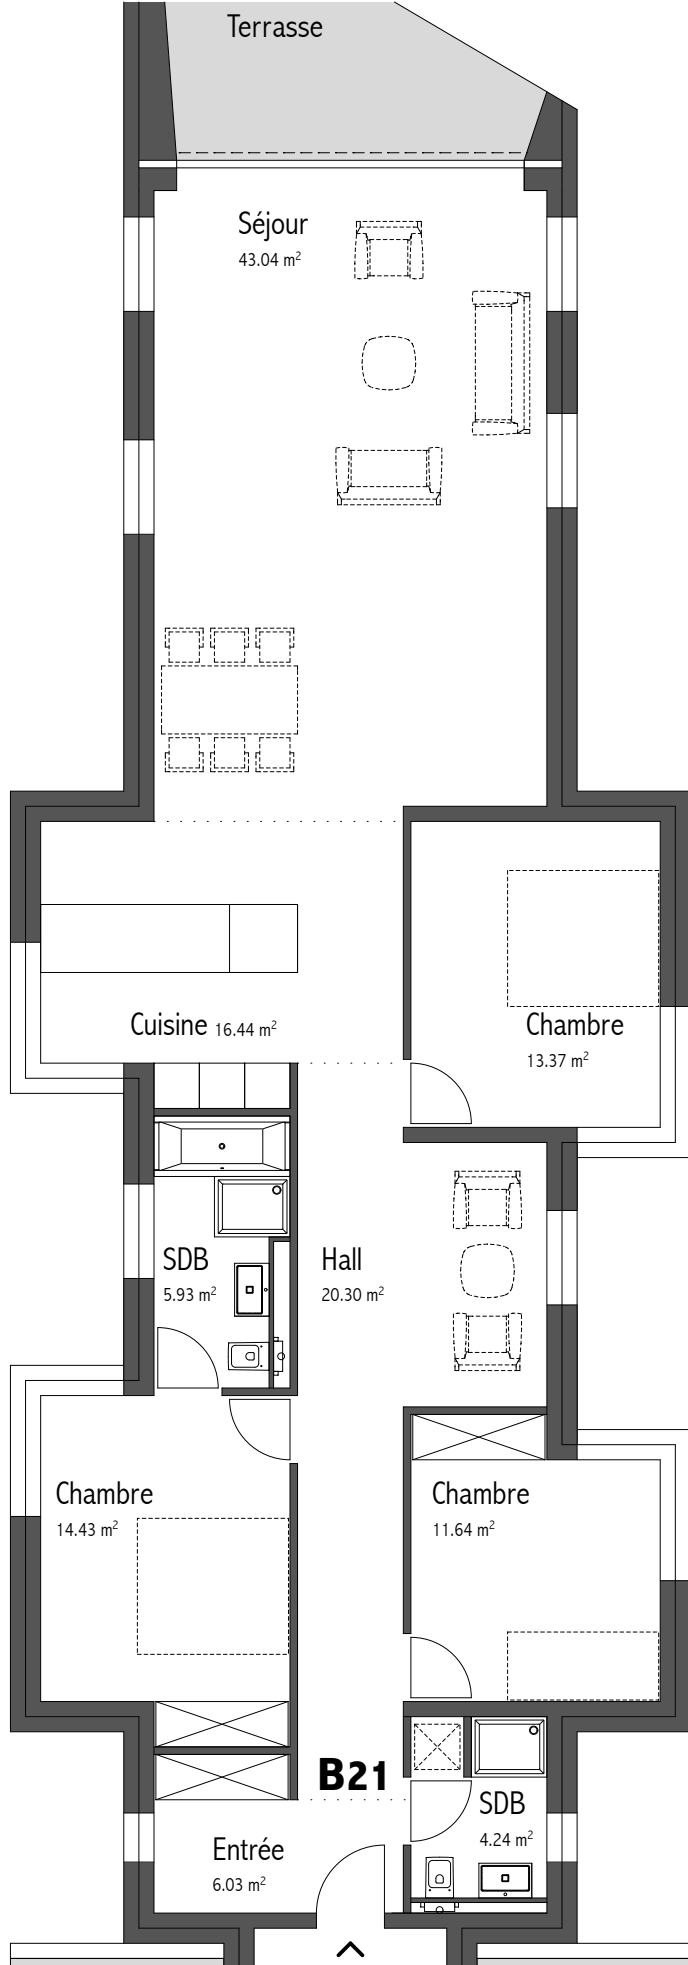 Terrasse
Séjour
43.04 m²
Cuisine 16.44 m²
Chambre
13.37 m²
SDB
5.93 m²
Hall
20.30 m²
Chambre
14.43 m²
Chambre
11.64 m²
B21
SDB
4.24 m²
Entrée
6.03 m²